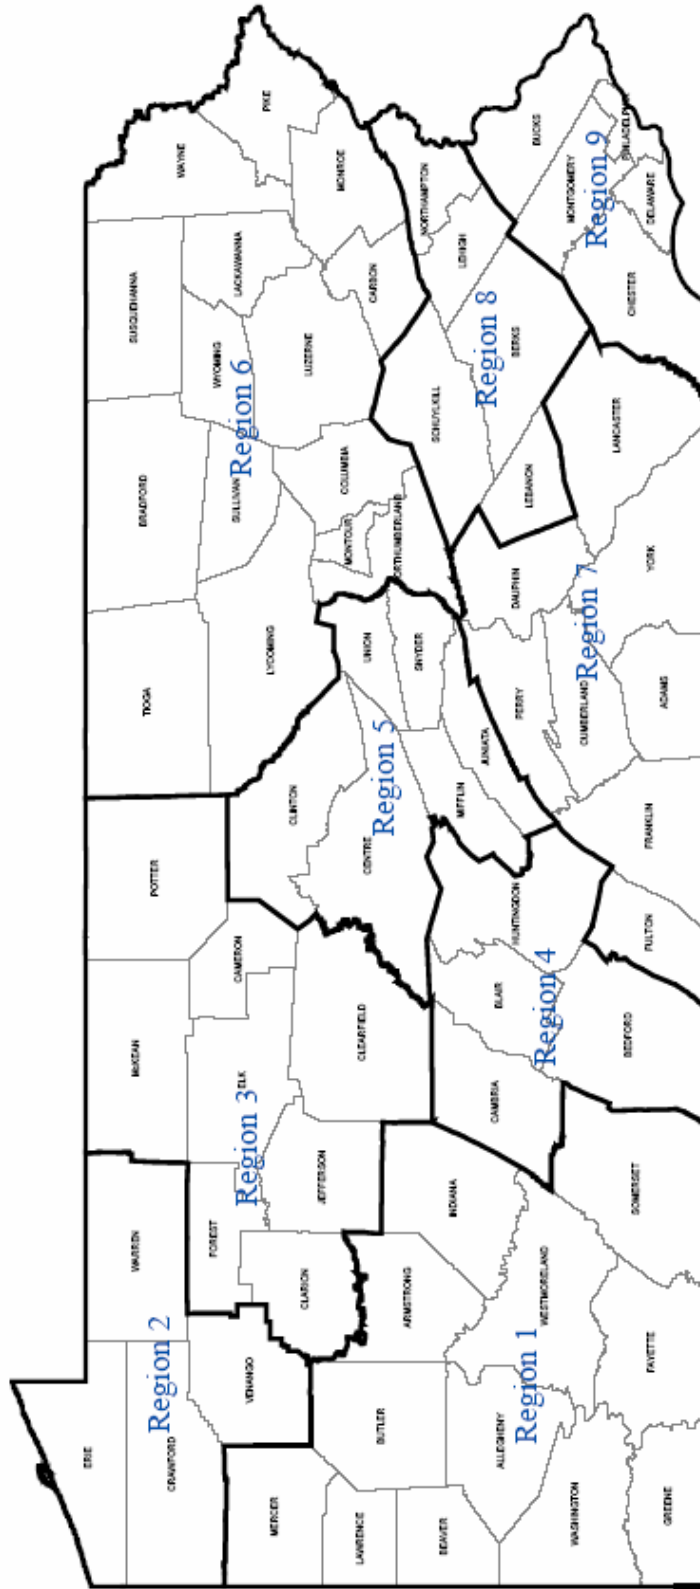 ERIE
CRAWFORD
WARREN
Region 2
VENANGO
MERCER
LAWRENCE
BUTLER
BEAVER
ARMSTRONG
INDIANA
ALLEGHENY
Region 1
WESTMORELAND
WASHINGTON
GREENE
FAYETTE
SOMERSET
McKEAN
POTTER
FOREST
ELK
CAMERON
Region 3
CLARION
JEFFERSON
CLEARFIELD
CAMBRIA
BLAIR
HUNTINGDON
Region 4
BEDFORD
CLINTON
CENTRE
UNION
Region 5
SNYDER
MIFFLIN
JUNIATA
TIOGA
BRADFORD
SUSQUEHANNA
WAYNE
LYCOMING
SULLIVAN
WYOMING
LACKAWANNA
PIKE
Region 6
LUZERNE
MONROE
COLUMBIA
MONTOUR
ORTHUMBERLAND
CARBON
PERRY
DAUPHIN
CUMBERLAND
Region 7
FULTON
FRANKLIN
ADAMS
YORK
LANCASTER
SCHUYLKILL
NORTHAMPTON
LEHIGH
Region 8
BERKS
LEBANON
BUCKS
MONTGOMERY
Region 9
PHILADELPHIA
DELAWARE
CHESTER